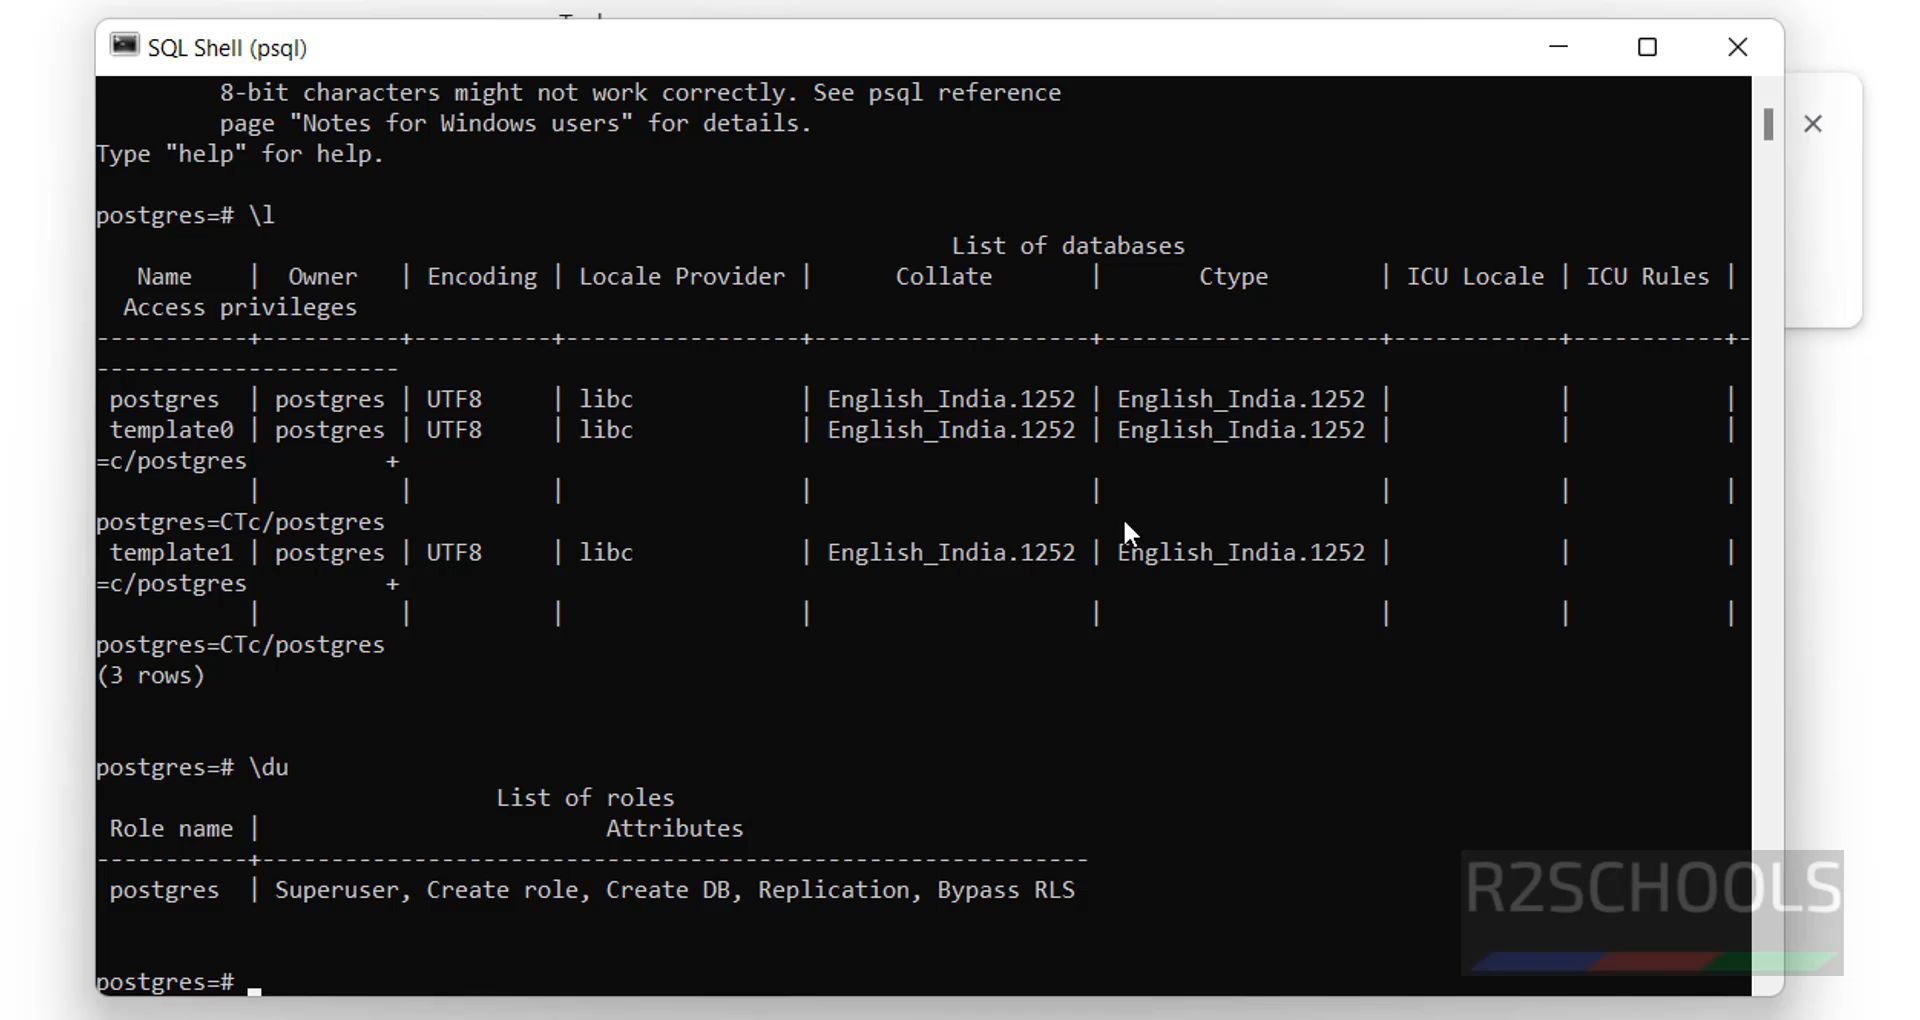 SQL Shell (psql)
8-bit characters might not work correctly. See psql reference
page "Notes for Windows users" for details.
Type "help" for help.
postgres=# \l
List of databases
Name | Owner | Encoding | Locale Provider | Collate | Ctype | ICU Locale | ICU Rules |
Access privileges
-----------+----------+----------+-----------------+--------------------+--------------------+------------+-----------+-
----------------------
postgres | postgres | UTF8 | libc | English_India.1252 | English_India.1252 | | |
template0 | postgres | UTF8 | libc | English_India.1252 | English_India.1252 | | |
=c/postgres +
| | | | | | | |
postgres=CTc/postgres
template1 | postgres | UTF8 | libc | English_India.1252 | English_India.1252 | | |
=c/postgres +
| | | | | | | |
postgres=CTc/postgres
(3 rows)
postgres=# \du
List of roles
Role name | Attributes
-----------+------------------------------------------------------------
postgres | Superuser, Create role, Create DB, Replication, Bypass RLS
postgres=#
R2SCHOOLS